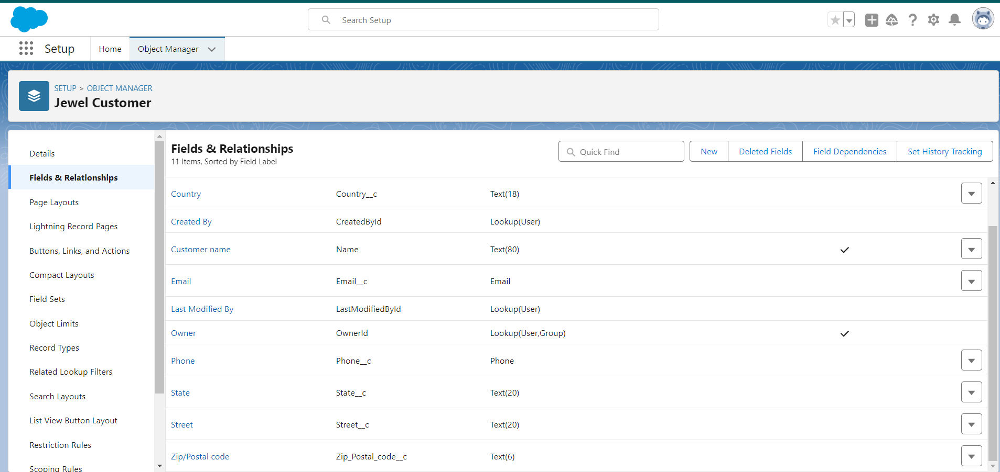 Search Setup
Setup
Home
Object Manager
SETUP > OBJECT MANAGER
Jewel Customer
Details
Fields & Relationships
Page Layouts
Lightning Record Pages
Buttons, Links, and Actions
Compact Layouts
Field Sets
Object Limits
Record Types
Related Lookup Filters
Search Layouts
List View Button Layout
Restriction Rules
Scoping Rules
Fields & Relationships
11 Items, Sorted by Field Label
Quick Find
New
Deleted Fields
Field Dependencies
Set History Tracking
Country Country__c Text(18)
Created By CreatedById Lookup(User)
Customer name Name Text(80)
Email Email__c Email
Last Modified By LastModifiedById Lookup(User)
Owner OwnerId Lookup(User,Group)
Phone Phone__c Phone
State State__c Text(20)
Street Street__c Text(20)
Zip/Postal code Zip_Postal_code__c Text(6)